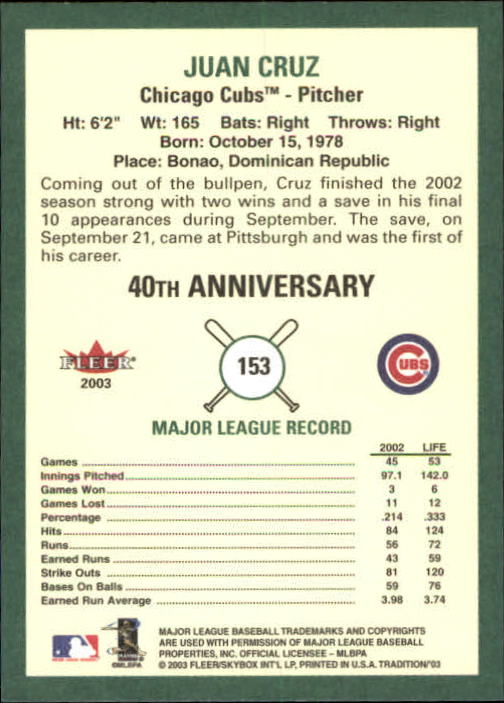 JUAN CRUZ
Chicago Cubs™ - Pitcher
Ht: 6'2" Wt: 165 Bats: Right Throws: Right
Born: October 15, 1978
Place: Bonao, Dominican Republic
Coming out of the bullpen, Cruz finished the 2002
season strong with two wins and a save in his final
10 appearances during September. The save, on
September 21, came at Pittsburgh and was the first of
his career.
40TH ANNIVERSARY
FLEER®
2003
153
CUBS
MAJOR LEAGUE RECORD
2002 LIFE
Games 45 53
Innings Pitched 97.1 142.0
Games Won 3 6
Games Lost 11 12
Percentage .214 .333
Hits 84 124
Runs 56 72
Earned Runs 43 59
Strike Outs 81 120
Bases On Balls 59 76
Earned Run Average 3.98 3.74
MAJOR LEAGUE BASEBALL TRADEMARKS AND COPYRIGHTS
ARE USED WITH PERMISSION OF MAJOR LEAGUE BASEBALL
PROPERTIES, INC. OFFICIAL LICENSEE – MLBPA
© 2003 FLEER/SKYBOX INT'L LP, PRINTED IN U.S.A. TRADITION/'03
©MLBPA